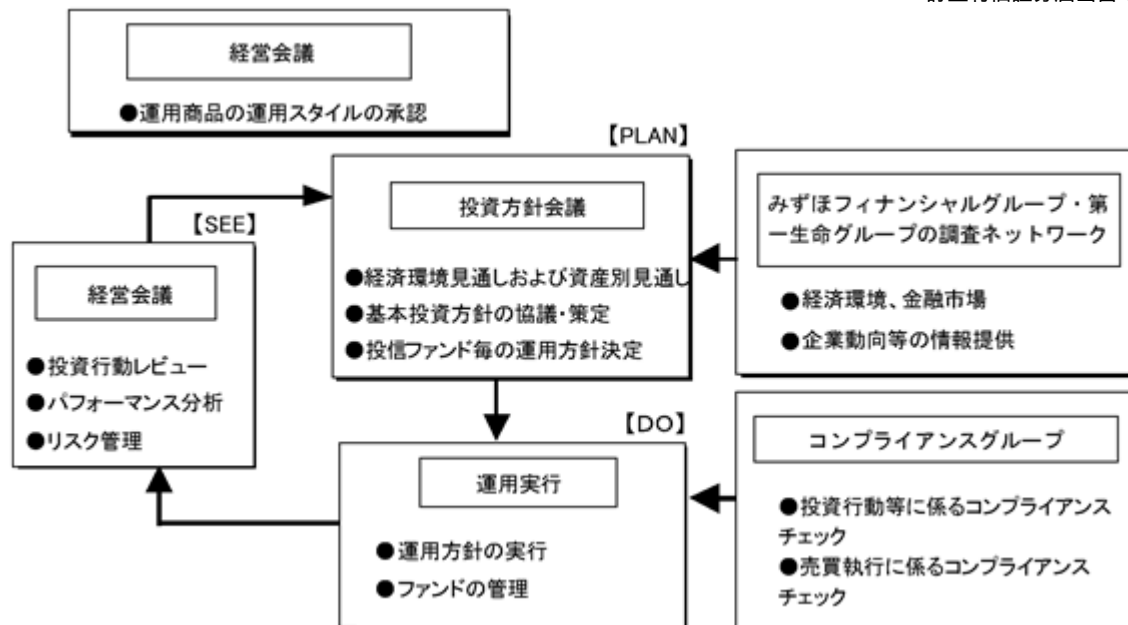 経営会議
●運用商品の運用スタイルの承認
【PLAN】
投資方針会議
●経済環境見通しおよび資産別見通し
●基本投資方針の協議・策定
●投信ファンド毎の運用方針決定
みずほフィナンシャルグループ・第
一生命グループの調査ネットワーク
●経済環境、金融市場
●企業動向等の情報提供
【SEE】
経営会議
●投資行動レビュー
●パフォーマンス分析
●リスク管理
【DO】
運用実行
●運用方針の実行
●ファンドの管理
コンプライアンスグループ
●投資行動等に係るコンプライアンス
チェック
●売買執行に係るコンプライアンス
チェック